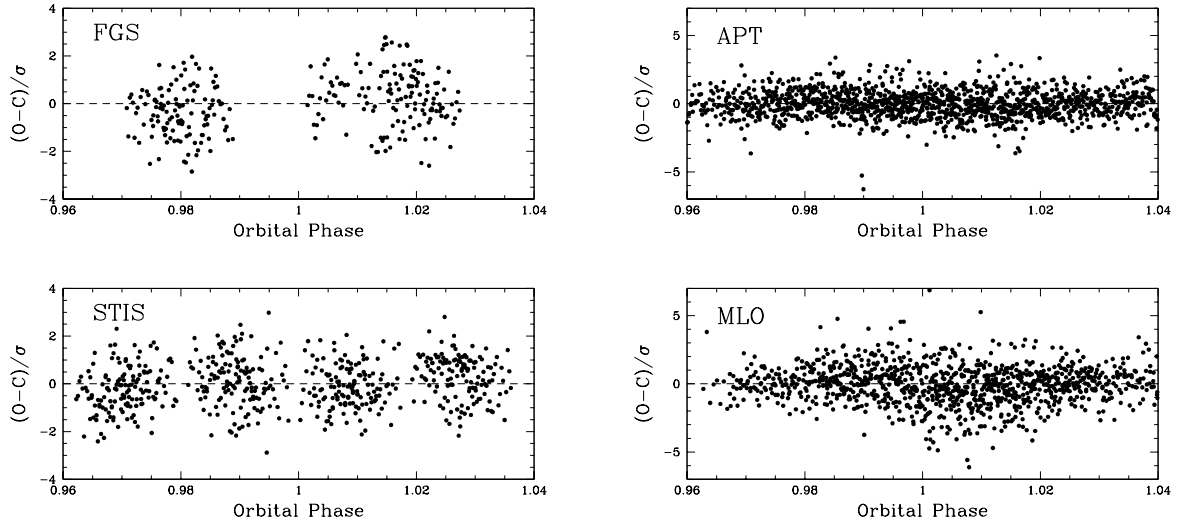 FGS
(O−C)/σ
4
2
0
−2
−4
0.96 0.98 1 1.02 1.04
Orbital Phase
APT
(O−C)/σ
5
0
−5
0.96 0.98 1 1.02 1.04
Orbital Phase
STIS
(O−C)/σ
4
2
0
−2
−4
0.96 0.98 1 1.02 1.04
Orbital Phase
MLO
(O−C)/σ
5
0
−5
0.96 0.98 1 1.02 1.04
Orbital Phase